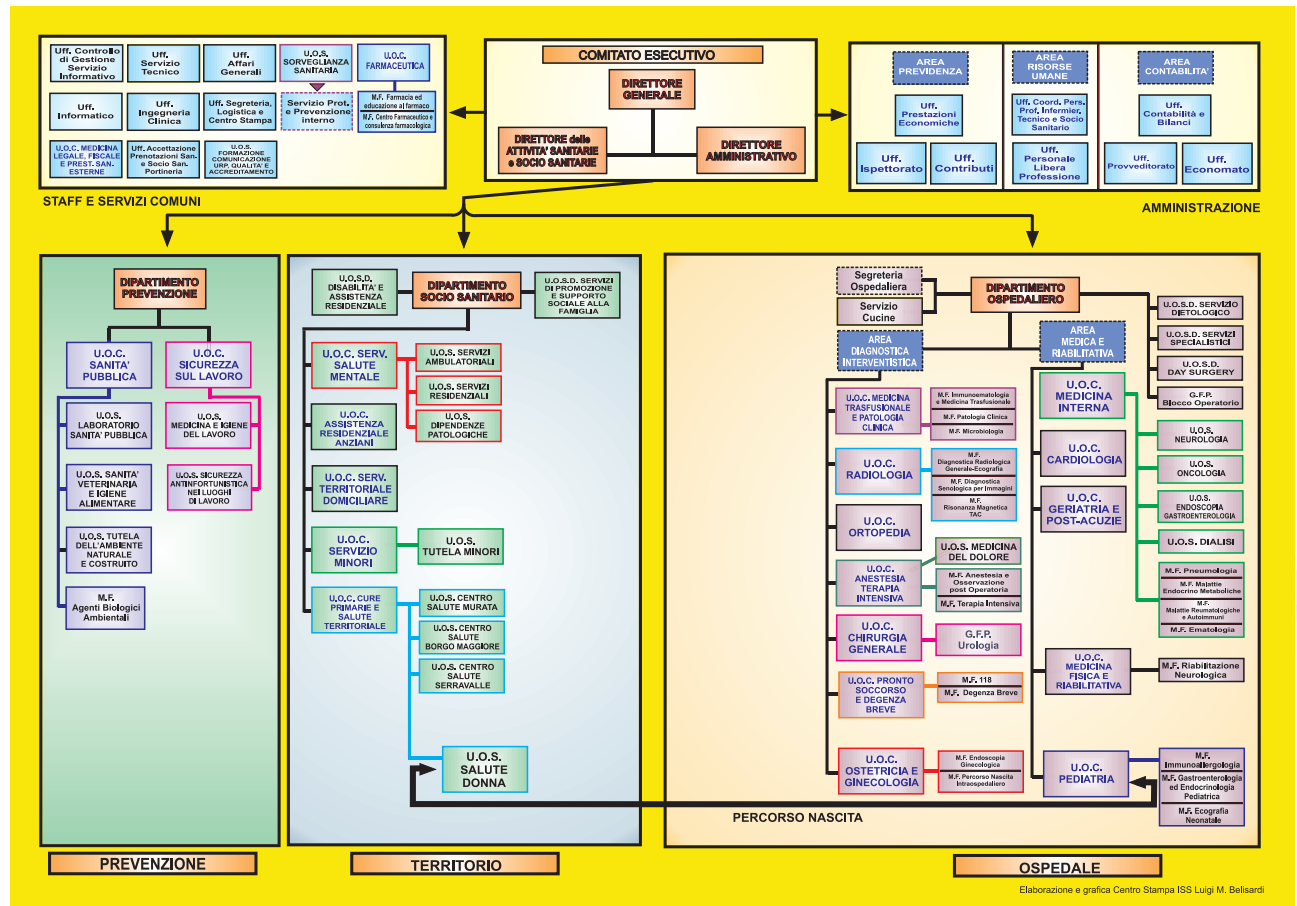 Uff. Controllo
di Gestione
Servizio
Informativo
Uff.
Servizio
Tecnico
Uff.
Affari
Generali
U.O.S.
SORVEGLIANZA
SANITARIA
U.O.C.
FARMACEUTICA
Uff.
Informatico
Uff.
Ingegneria
Clinica
Uff. Segreteria,
Logistica e
Centro Stampa
Servizio Prot.
e Prevenzione
interno
M.F. Farmacia ed
educazione al farmaco
M.F. Centro Farmaceutico e
consulenza farmacologica
U.O.C. MEDICINA
LEGALE, FISCALE
E PREST. SAN.
ESTERNE
Uff. Accettazione
Prenotazioni San.
e Socio San.
Portineria
U.O.S.
FORMAZIONE
COMUNICAZIONE
URP, QUALITA' E
ACCREDITAMENTO
STAFF E SERVIZI COMUNI
COMITATO ESECUTIVO
DIRETTORE
GENERALE
DIRETTORE delle
ATTIVITA' SANITARIE
e SOCIO SANITARIE
DIRETTORE
AMMINISTRATIVO
AREA
PREVIDENZA
AREA
RISORSE
UMANE
AREA
CONTABILITA'
Uff.
Prestazioni
Economiche
Uff. Coord. Pers.
Prof. Infermier.
Tecnico e Socio
Sanitario
Uff.
Contabilità e
Bilanci
Uff.
Ispettorato
Uff.
Contributi
Uff.
Personale
Libera
Professione
Uff.
Provveditorato
Uff.
Economato
AMMINISTRAZIONE
DIPARTIMENTO
PREVENZIONE
U.O.C.
SANITA'
PUBBLICA
U.O.C.
SICUREZZA
SUL LAVORO
U.O.S.
LABORATORIO
SANITA' PUBBLICA
U.O.S.
MEDICINA E IGIENE
DEL LAVORO
U.O.S. SANITA'
VETERINARIA
E IGIENE
ALIMENTARE
U.O.S. SICUREZZA
ANTINFORTUNISTICA
NEI LUOGHI
DI LAVORO
U.O.S. TUTELA
DELL'AMBIENTE
NATURALE
E COSTRUITO
M.F.
Agenti Biologici
Ambientali
PREVENZIONE
U.O.S.D.
DISABILITA' E
ASSISTENZA
RESIDENZIALE
DIPARTIMENTO
SOCIO SANITARIO
U.O.S.D. SERVIZI
DI PROMOZIONE
E SUPPORTO
SOCIALE ALLA
FAMIGLIA
U.O.C. SERV.
SALUTE
MENTALE
U.O.S. SERVIZI
AMBULATORIALI
U.O.S. SERVIZI
RESIDENZIALI
U.O.S.
DIPENDENZE
PATOLOGICHE
U.O.C.
ASSISTENZA
RESIDENZIALE
ANZIANI
U.O.C. SERV.
TERRITORIALE
DOMICILIARE
U.O.C.
SERVIZIO
MINORI
U.O.S.
TUTELA MINORI
U.O.C. CURE
PRIMARIE E
SALUTE
TERRITORIALE
U.O.S. CENTRO
SALUTE MURATA
U.O.S. CENTRO
SALUTE
BORGO MAGGIORE
U.O.S. CENTRO
SALUTE
SERRAVALLE
U.O.S.
SALUTE
DONNA
TERRITORIO
Segreteria
Ospedaliera
Servizio
Cucine
DIPARTIMENTO
OSPEDALIERO
U.O.S.D. SERVIZIO
DIETOLOGICO
U.O.S.D. SERVIZI
SPECIALISTICI
U.O.S.D.
DAY SURGERY
G.F.P.
Blocco Operatorio
AREA
DIAGNOSTICA
INTERVENTISTICA
AREA
MEDICA E
RIABILITATIVA
U.O.C. MEDICINA
TRASFUSIONALE
E PATOLOGIA
CLINICA
M.F. Immunoematologia
e Medicina Trasfusionale
M.F. Patologia Clinica
M.F. Microbiologia
U.O.C.
RADIOLOGIA
M.F.
Diagnostica Radiologica
Generale-Ecografia
M.F. Diagnostica
Senologica per Immagini
M.F.
Risonanza Magnetica
TAC
U.O.C.
ORTOPEDIA
U.O.C.
ANESTESIA
TERAPIA
INTENSIVA
U.O.S. MEDICINA
DEL DOLORE
M.F. Anestesia e
Osservazione
post Operatoria
M.F. Terapia Intensiva
U.O.C.
CHIRURGIA
GENERALE
G.F.P.
Urologia
U.O.C. PRONTO
SOCCORSO
E DEGENZA
BREVE
M.F. 118
M.F. Degenza Breve
U.O.C.
OSTETRICIA E
GINECOLOGIA
M.F. Endoscopia
Ginecologica
M.F. Percorso Nascita
Intraospedaliero
U.O.C.
MEDICINA
INTERNA
U.O.S.
NEUROLOGIA
U.O.S.
ONCOLOGIA
U.O.S.
ENDOSCOPIA
GASTROENTEROLOGIA
U.O.S. DIALISI
M.F. Pneumologia
M.F. Majattie
Endocrino Metaboliche
M.F.
Majattie Reumatologiche
e Autoimmuni
M.F. Ematologia
U.O.C.
CARDIOLOGIA
U.O.C.
GERIATRIA E
POST-ACUZIE
U.O.C.
MEDICINA
FISICA E
RIABILITATIVA
M.F. Riabilitazione
Neurologica
U.O.C.
PEDIATRIA
M.F.
Immunoallergologia
M.F. Gastroenterologia
ed Endocrinologia
Pediatrica
M.F. Ecografia
Neonatale
PERCORSO NASCITA
OSPEDALE
Elaborazione e grafica Centro Stampa ISS Luigi M. Belisardi